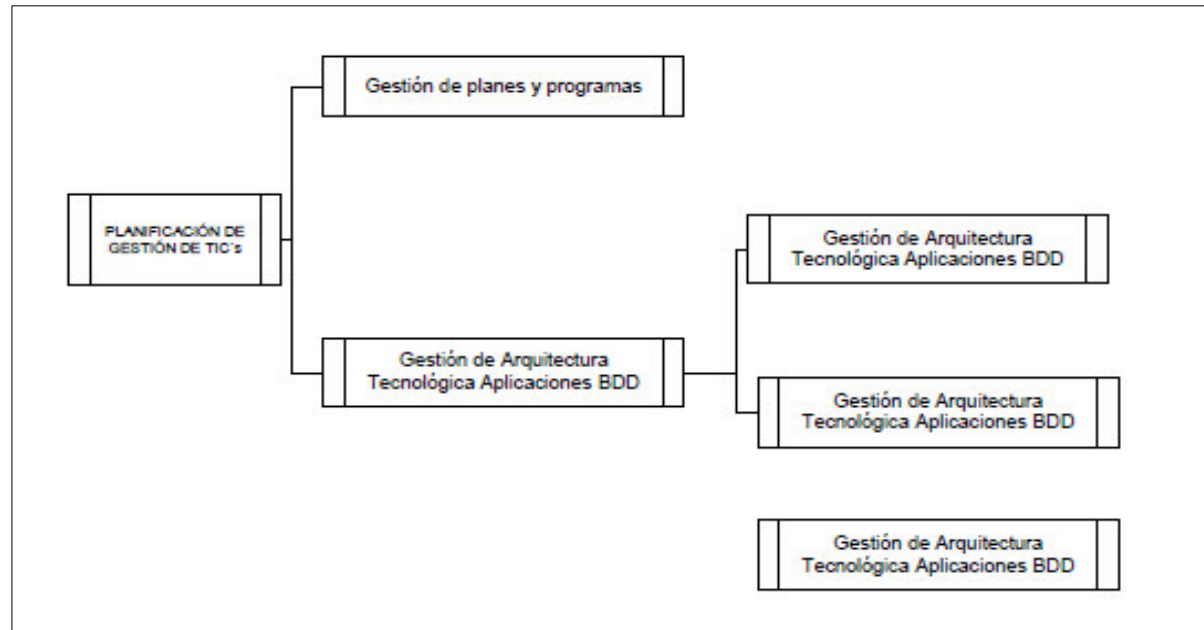 Gestión de planes y programas
PLANIFICACIÓN DE
GESTIÓN DE TIC`s
Gestión de Arquitectura
Tecnológica Aplicaciones BDD
Gestión de Arquitectura
Tecnológica Aplicaciones BDD
Gestión de Arquitectura
Tecnológica Aplicaciones BDD
Gestión de Arquitectura
Tecnológica Aplicaciones BDD